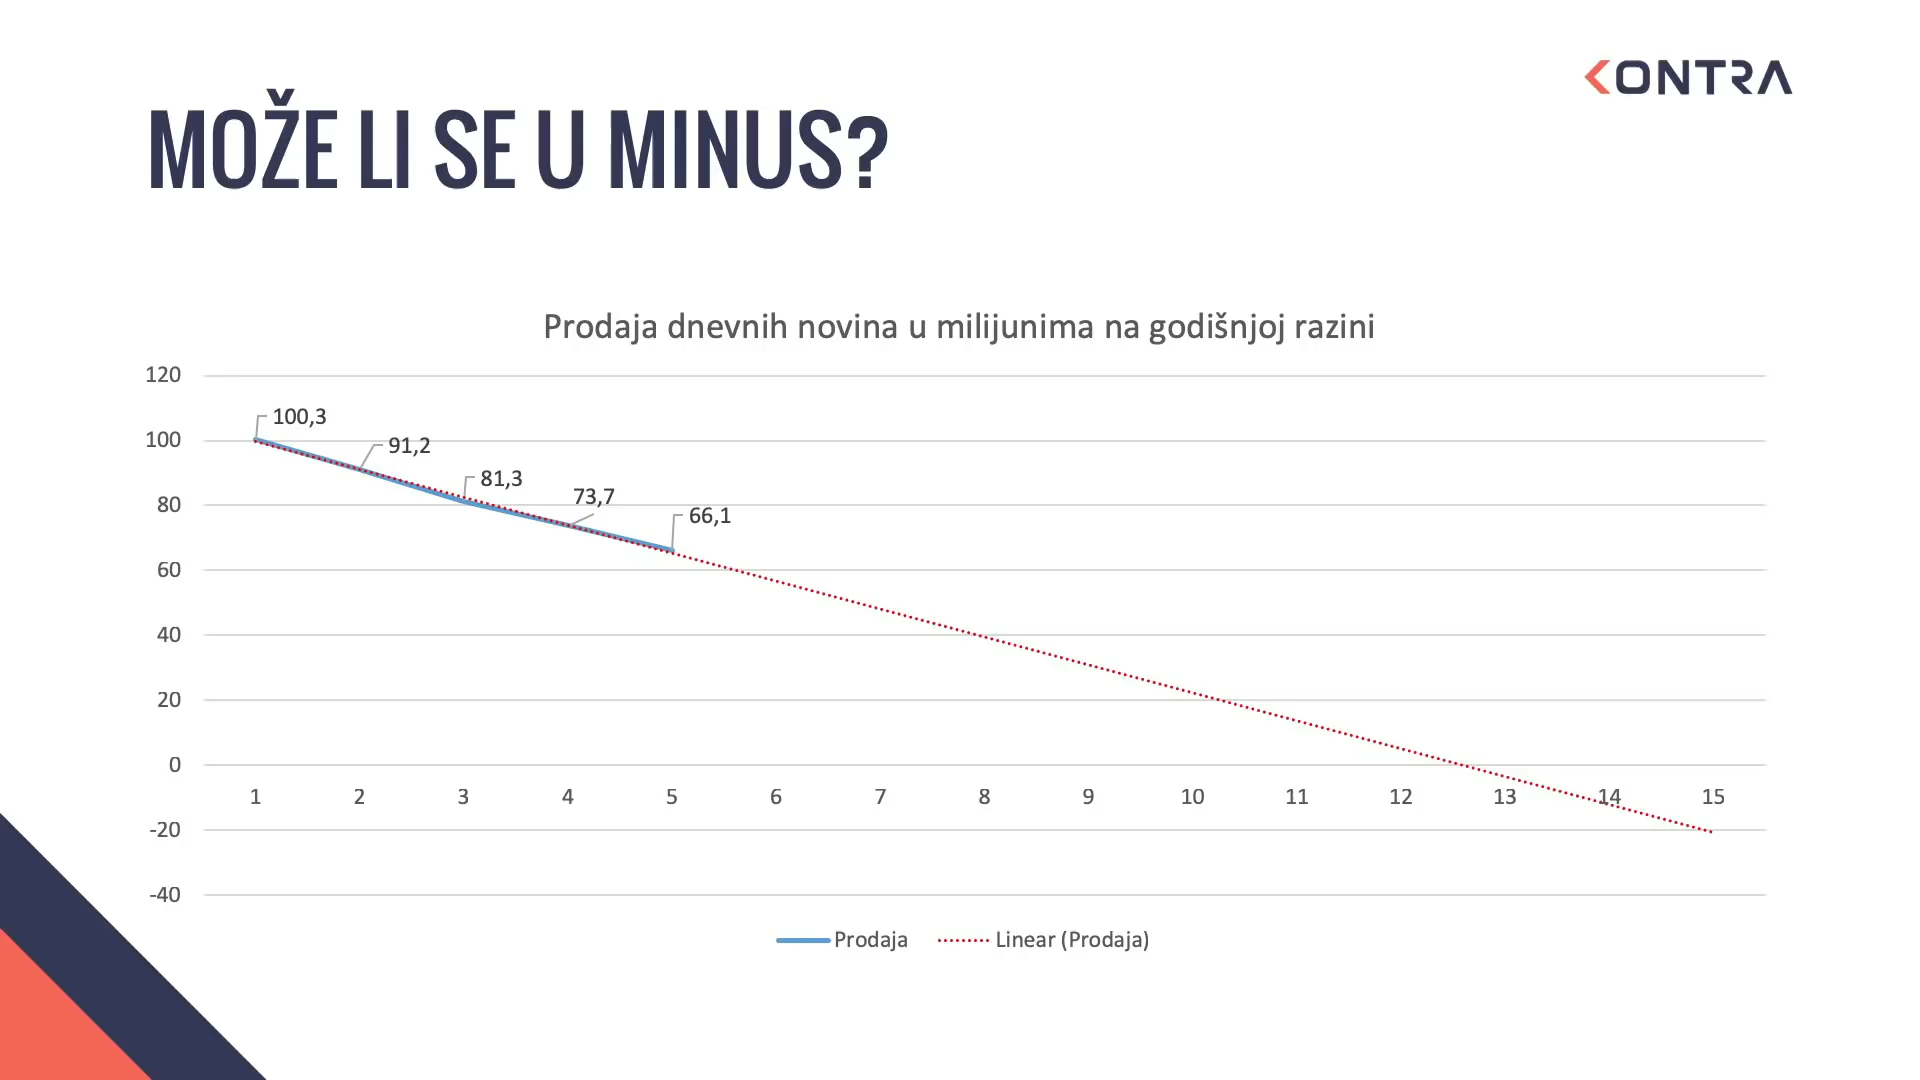 KONTRA
MOŽE LI SE U MINUS?
Prodaja dnevnih novina u milijunima na godišnjoj razini
120
100
80
60
40
20
0
-20
-40
100,3
91,2
81,3
73,7
66,1
1 2 3 4 5 6 7 8 9 10 11 12 13 14 15
Prodaja Linear (Prodaja)